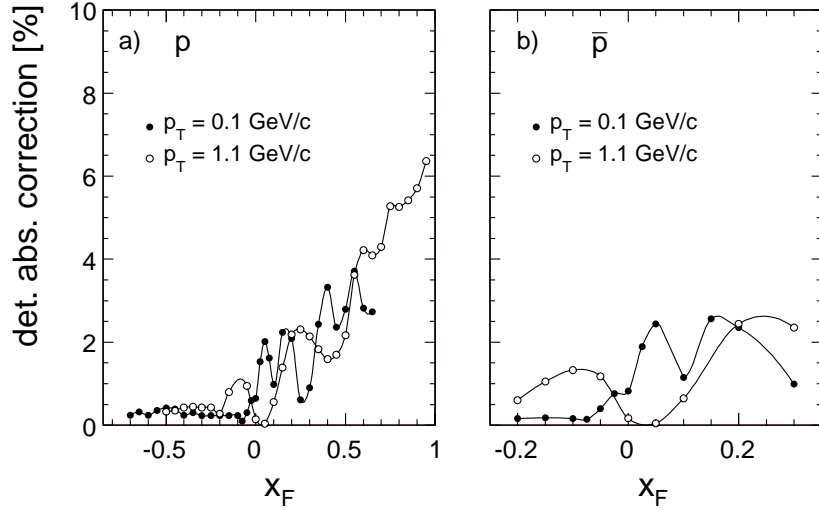 det. abs. correction [%]
10
8
6
4
2
0
a) p
p_T = 0.1 GeV/c
p_T = 1.1 GeV/c
-0.5 0 0.5 1
x_F
b) p̅
p_T = 0.1 GeV/c
p_T = 1.1 GeV/c
-0.2 0 0.2
x_F